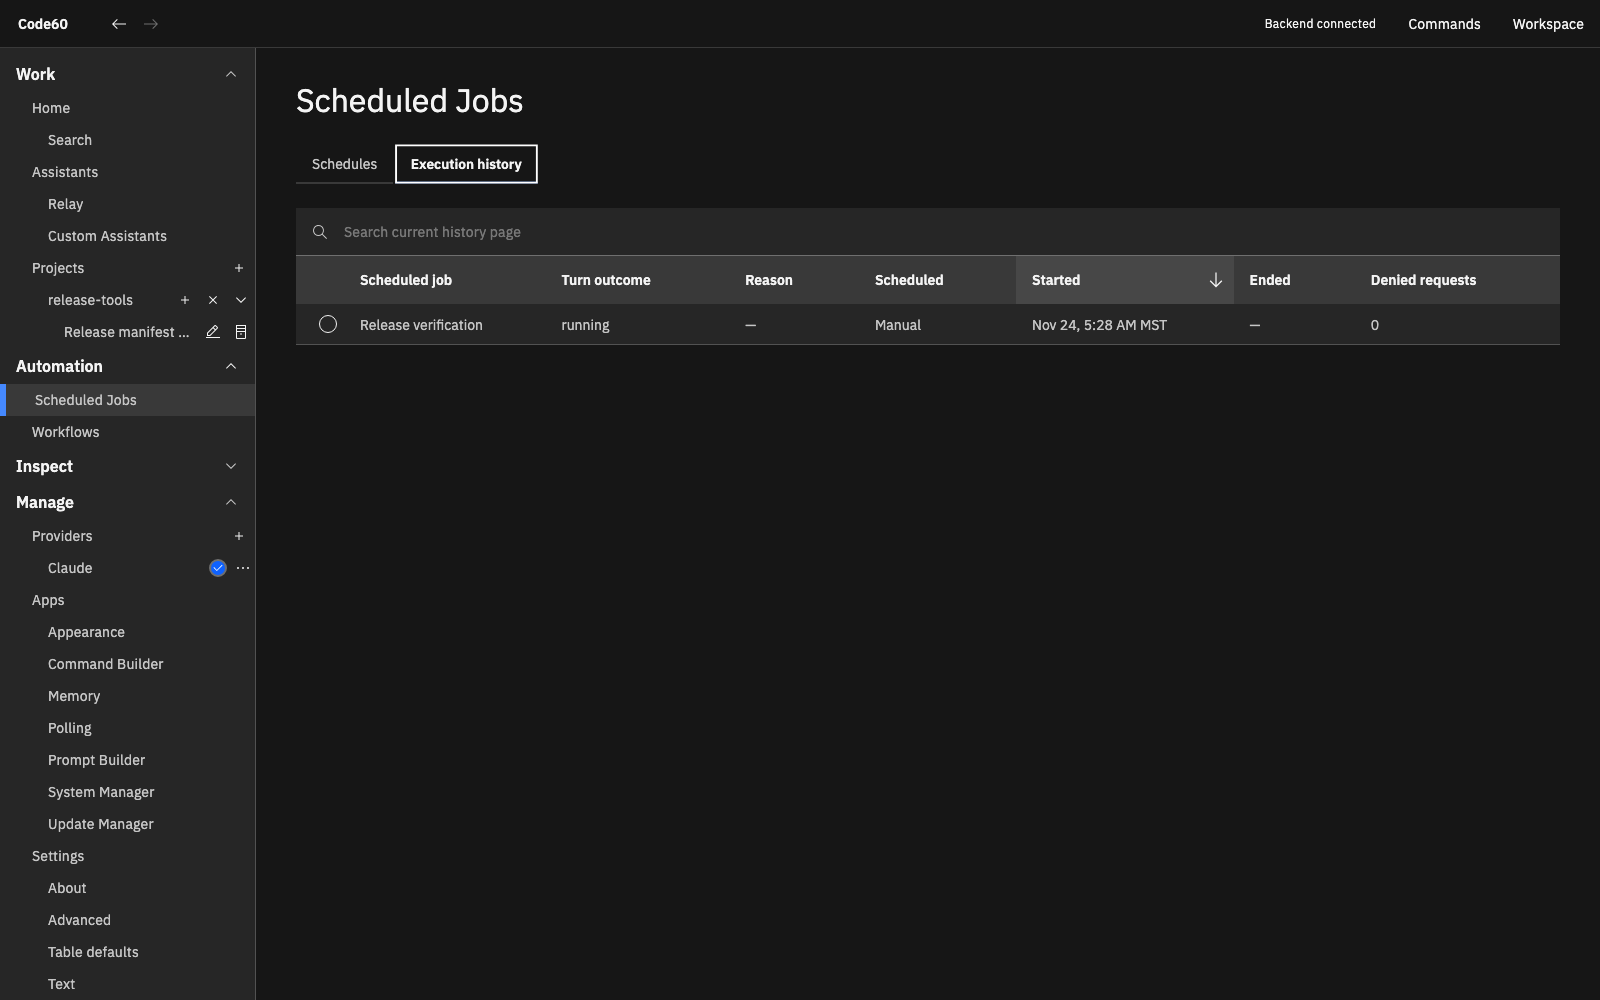 Code60
Backend connected
Commands
Workspace
Work
Home
Search
Assistants
Relay
Custom Assistants
Projects
release-tools
Release manifest ...
Automation
Scheduled Jobs
Workflows
Inspect
Manage
Providers
Claude
Apps
Appearance
Command Builder
Memory
Polling
Prompt Builder
System Manager
Update Manager
Settings
About
Advanced
Table defaults
Text
Scheduled Jobs
Schedules
Execution history
Search current history page
Scheduled job Turn outcome Reason Scheduled Started Ended Denied requests
Release verification running — Manual Nov 24, 5:28 AM MST — 0